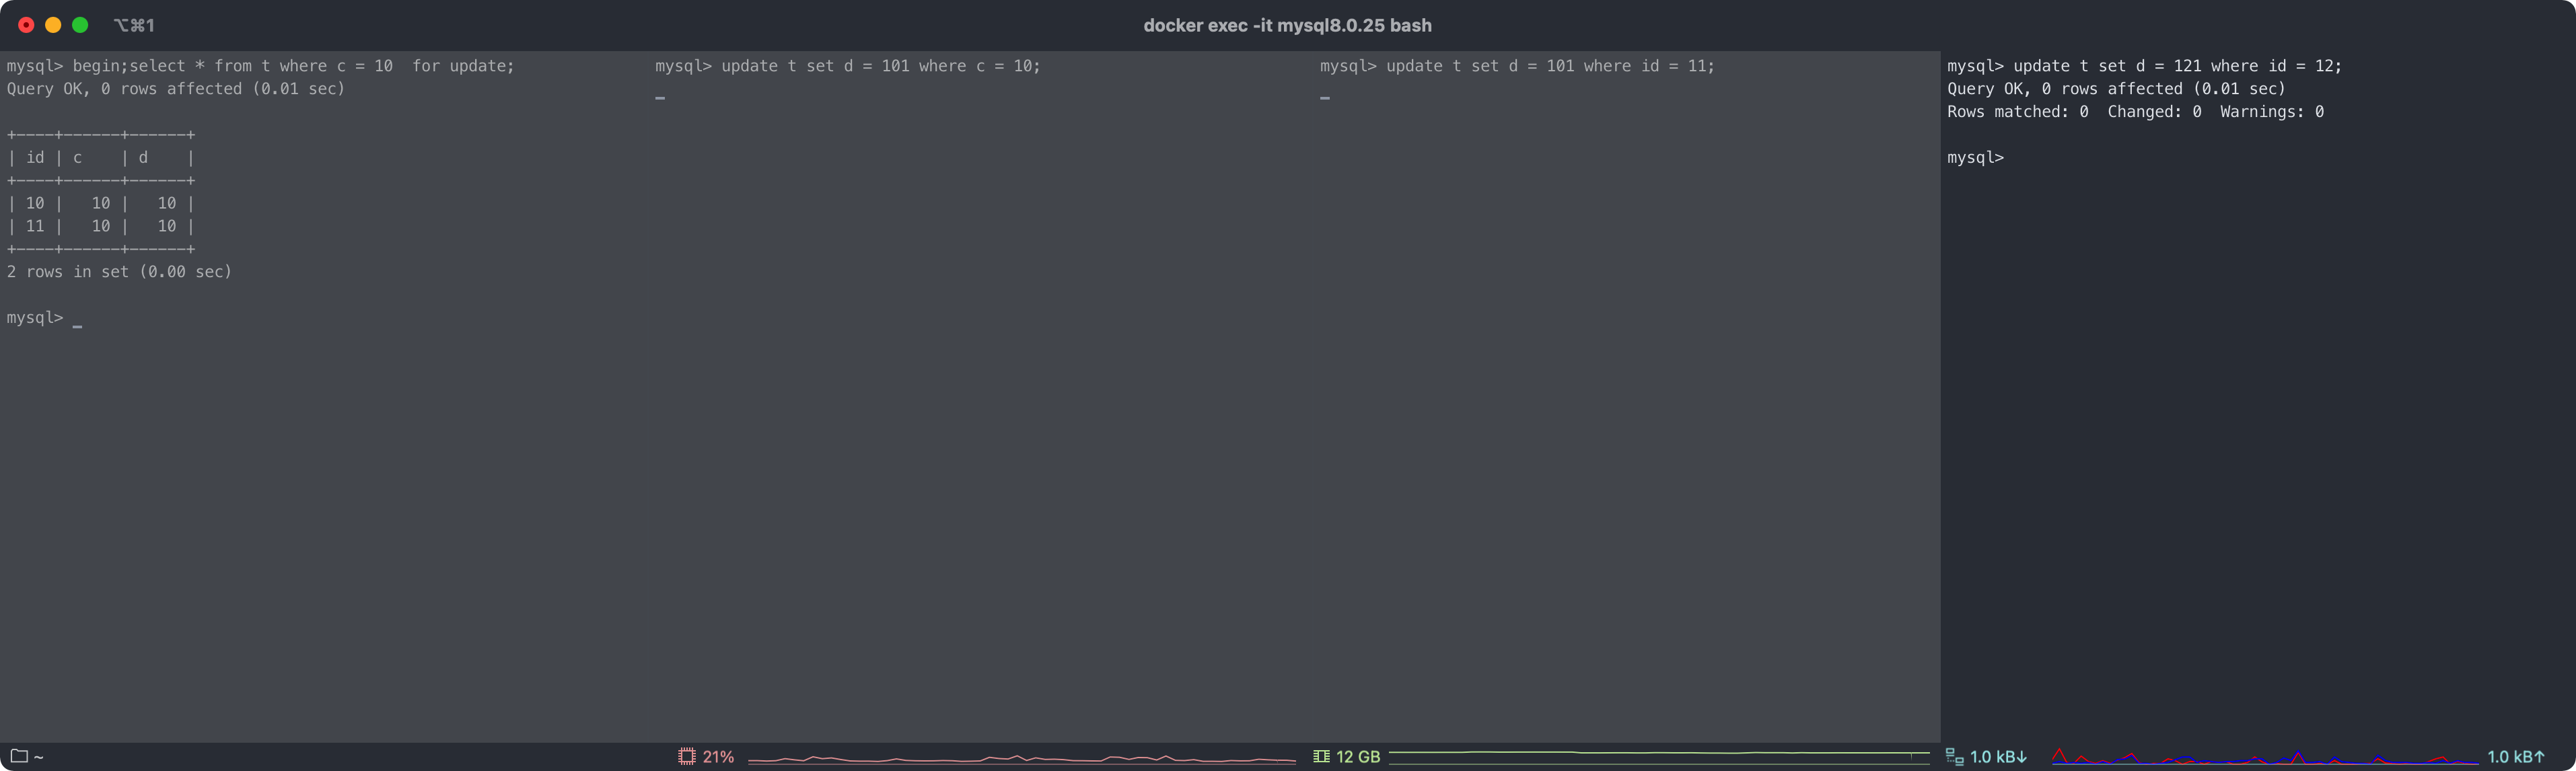 ⌥⌘1
docker exec -it mysql8.0.25 bash
mysql> begin;select * from t where c = 10  for update;
Query OK, 0 rows affected (0.01 sec)
+----+------+------+
| id | c    | d    |
+----+------+------+
| 10 |   10 |   10 |
| 11 |   10 |   10 |
+----+------+------+
2 rows in set (0.00 sec)
mysql> _
mysql> update t set d = 101 where c = 10;
_
mysql> update t set d = 101 where id = 11;
_
mysql> update t set d = 121 where id = 12;
Query OK, 0 rows affected (0.01 sec)
Rows matched: 0  Changed: 0  Warnings: 0
mysql>
~
21%
12 GB
1.0 kB↓
1.0 kB↑